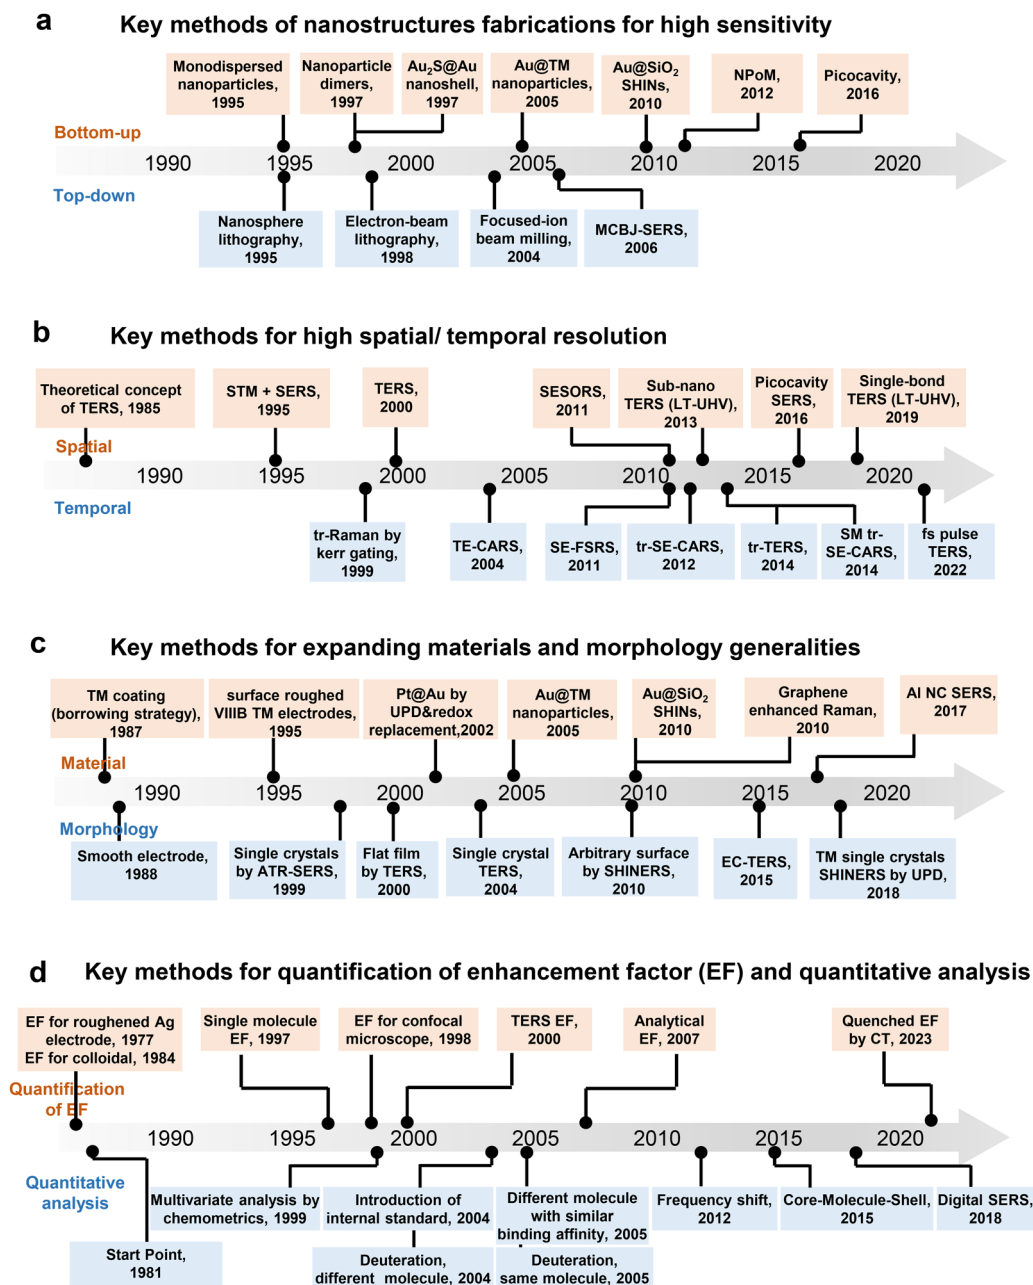 a
Key methods of nanostructures fabrications for high sensitivity
Monodispersed
nanoparticles,
1995
Nanoparticle
dimers,
1997
Au₂S@Au
nanoshell,
1997
Au@TM
nanoparticles,
2005
Au@SiO₂
SHINs,
2010
NPoM,
2012
Picocavity,
2016
Bottom-up
1990 1995 2000 2005 2010 2015 2020
Top-down
Nanosphere
lithography,
1995
Electron-beam
lithography,
1998
Focused-ion
beam milling,
2004
MCBJ-SERS,
2006
b
Key methods for high spatial/ temporal resolution
Theoretical concept
of TERS, 1985
STM + SERS,
1995
TERS,
2000
SESORS,
2011
Sub-nano
TERS (LT-UHV),
2013
Picocavity
SERS,
2016
Single-bond
TERS (LT-UHV),
2019
Spatial
1990 1995 2000 2005 2010 2015 2020
Temporal
tr-Raman by
kerr gating,
1999
TE-CARS,
2004
SE-FSRS,
2011
tr-SE-CARS,
2012
tr-TERS,
2014
SM tr-
SE-CARS,
2014
fs pulse
TERS,
2022
c
Key methods for expanding materials and morphology generalities
TM coating
(borrowing strategy),
1987
surface roughed
VIIIB TM electrodes,
1995
Pt@Au by
UPD&redox
replacement,2002
Au@TM
nanoparticles,
2005
Au@SiO₂
SHINs,
2010
Graphene
enhanced Raman,
2010
Al NC SERS,
2017
Material
1990 1995 2000 2005 2010 2015 2020
Morphology
Smooth electrode,
1988
Single crystals
by ATR-SERS,
1999
Flat film
by TERS,
2000
Single crystal
TERS,
2004
Arbitrary surface
by SHINERS,
2010
EC-TERS,
2015
TM single crystals
SHINERS by UPD,
2018
d
Key methods for quantification of enhancement factor (EF) and quantitative analysis
EF for roughened Ag
electrode, 1977
EF for colloidal, 1984
Single molecule
EF, 1997
EF for confocal
microscope, 1998
TERS EF,
2000
Analytical
EF, 2007
Quenched EF
by CT, 2023
Quantification
of EF
1990 1995 2000 2005 2010 2015 2020
Quantitative
analysis
Start Point,
1981
Multivariate analysis by
chemometrics, 1999
Introduction of
internal standard, 2004
Deuteration,
different molecule, 2004
Different molecule
with similar
binding affinity, 2005
Deuteration,
same molecule, 2005
Frequency shift,
2012
Core-Molecule-Shell,
2015
Digital SERS,
2018